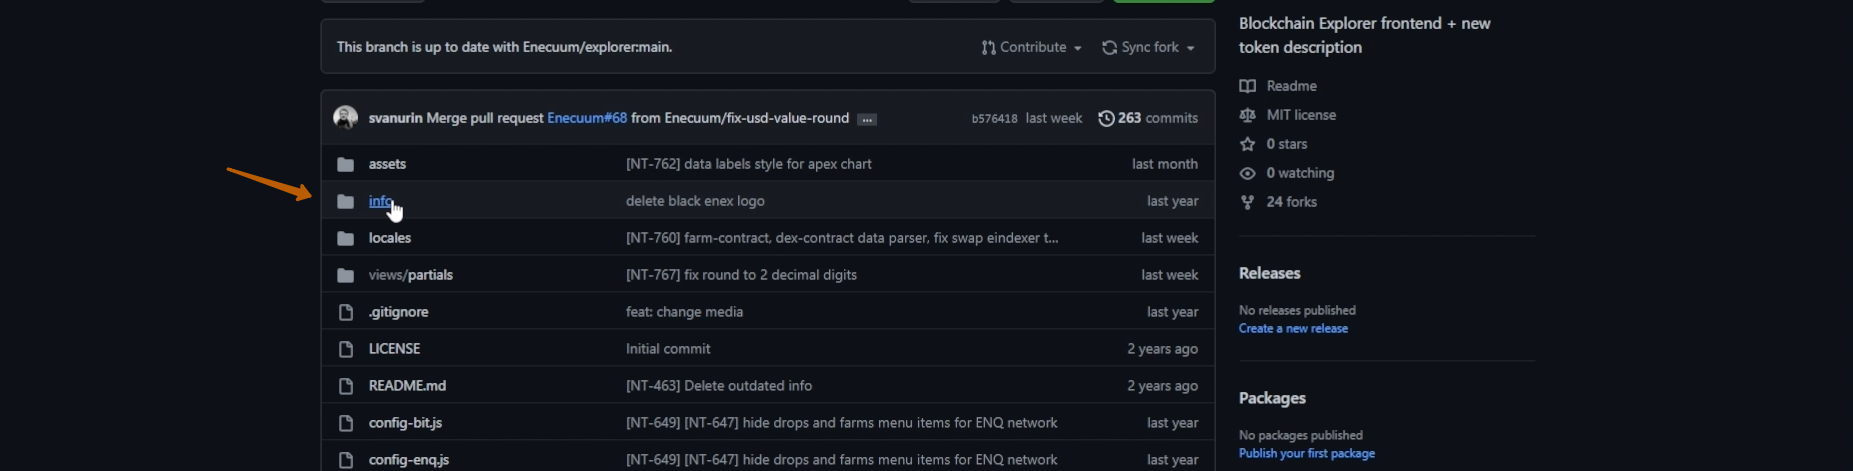 This branch is up to date with Enecuum/explorer:main.
Contribute
Sync fork
svanurin Merge pull request Enecuum#68 from Enecuum/fix-usd-value-round ...
b576418 last week
263 commits
assets [NT-762] data labels style for apex chart last month
info delete black enex logo last year
locales [NT-760] farm-contract, dex-contract data parser, fix swap eindexer t... last week
views/partials [NT-767] fix round to 2 decimal digits last week
.gitignore feat: change media last year
LICENSE Initial commit 2 years ago
README.md [NT-463] Delete outdated info 2 years ago
config-bit.js [NT-649] [NT-647] hide drops and farms menu items for ENQ network last year
config-enq.js [NT-649] [NT-647] hide drops and farms menu items for ENQ network last year
Blockchain Explorer frontend + new
token description
Readme
MIT license
0 stars
0 watching
24 forks
Releases
No releases published
Create a new release
Packages
No packages published
Publish your first package